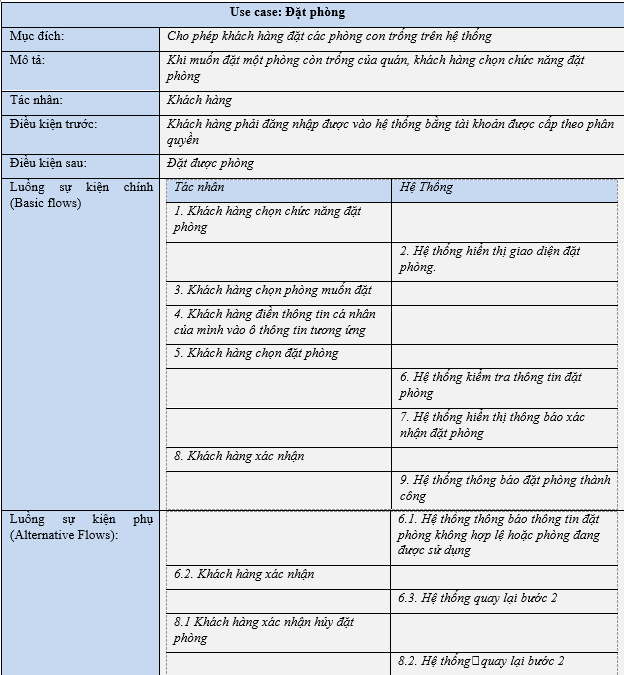 Use case: Đặt phòng
Mục đích:
Cho phép khách hàng đặt các phòng con trống trên hệ thống
Mô tả:
Khi muốn đặt một phòng còn trống của quán, khách hàng chọn chức năng đặt
phòng
Tác nhân:
Khách hàng
Điều kiện trước:
Khách hàng phải đăng nhập được vào hệ thống bằng tài khoản được cấp theo phân
quyền
Điều kiện sau:
Đặt được phòng
Luồng sự kiện chính
(Basic flows)
Tác nhân
Hệ Thống
1. Khách hàng chọn chức năng đặt
phòng
2. Hệ thống hiển thị giao diện đặt
phòng.
3. Khách hàng chọn phòng muốn đặt
4. Khách hàng điền thông tin cá nhân
của mình vào ô thông tin tương ứng
5. Khách hàng chọn đặt phòng
6. Hệ thống kiểm tra thông tin đặt
phòng
7. Hệ thống hiển thị thông báo xác
nhận đặt phòng
8. Khách hàng xác nhận
9. Hệ thống thông báo đặt phòng thành
công
Luồng sự kiện phụ
(Alternative Flows):
6.1. Hệ thống thông báo thông tin đặt
phòng không hợp lệ hoặc phòng đang
được sử dụng
6.2. Khách hàng xác nhận
6.3. Hệ thống quay lại bước 2
8.1 Khách hàng xác nhận hủy đặt
phòng
8.2. Hệ thống quay lại bước 2